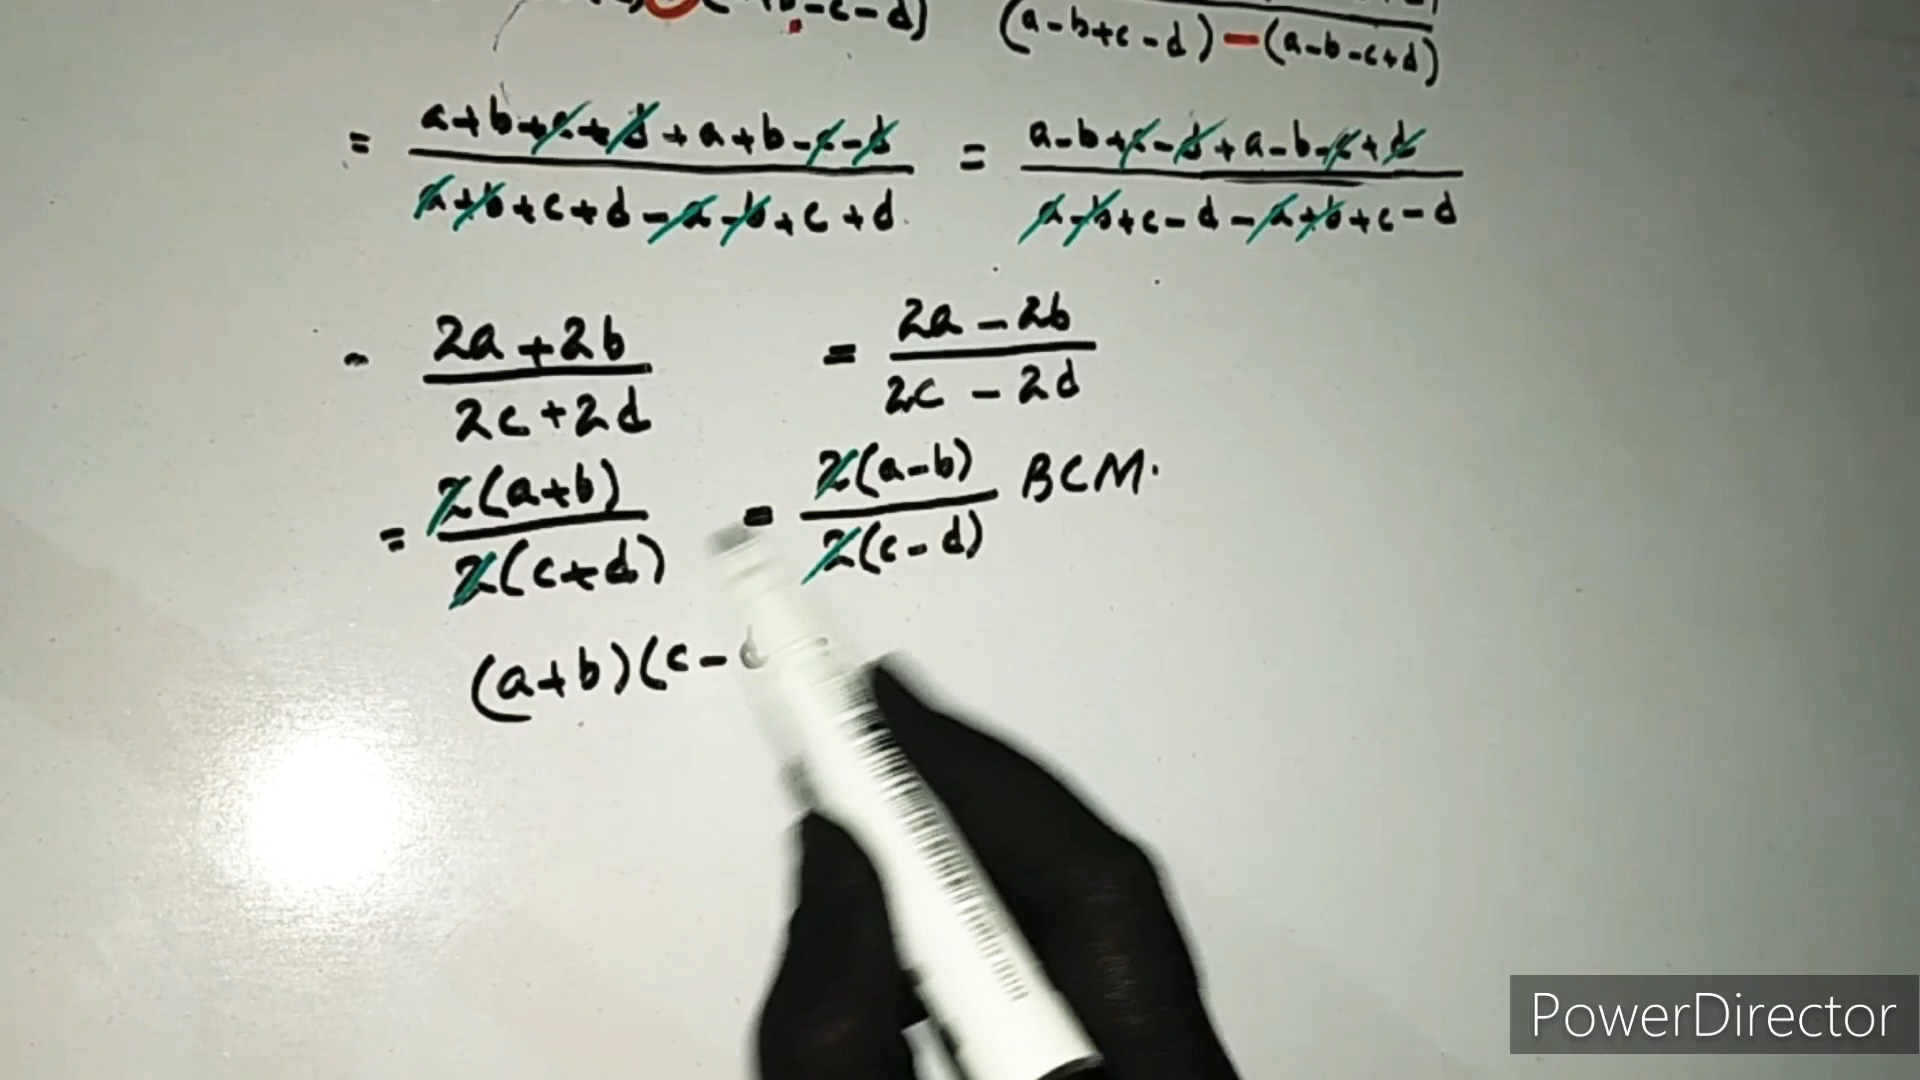 -c-d) (a-b+c-d)-(a-b-c+d)
= a+b+c+d+a+b-c-d / a+b+c+d-a-b+c+d = a-b+c-d+a-b-c+d / a-b+c-d-a+b+c-d
= 2a+2b / 2c+2d = 2a-2b / 2c-2d
= 2(a+b) / 2(c+d) = 2(a-b) / 2(c-d) BCM.
(a+b)(c-
PowerDirector